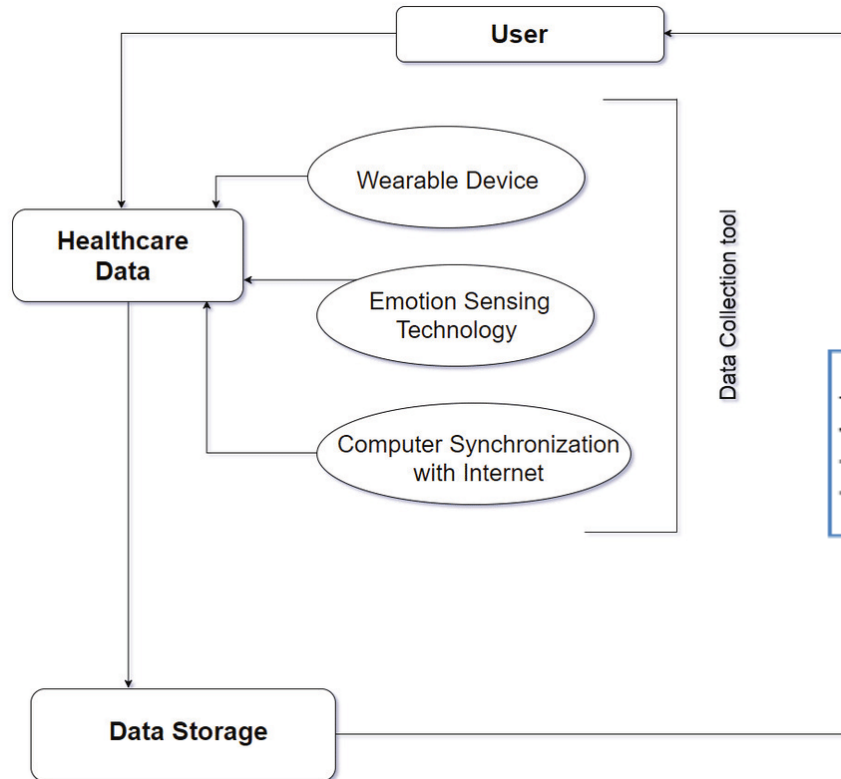 User
Wearable Device
Healthcare
Data
Emotion Sensing
Technology
Data Collection tool
Computer Synchronization
with Internet
Data Storage